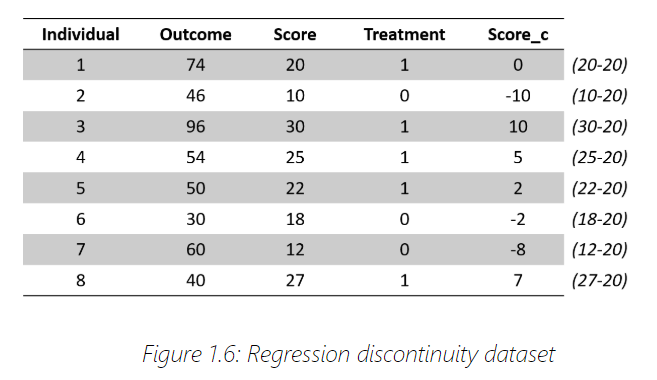 Individual Outcome Score Treatment Score_c
1 74 20 1 0 (20-20)
2 46 10 0 -10 (10-20)
3 96 30 1 10 (30-20)
4 54 25 1 5 (25-20)
5 50 22 1 2 (22-20)
6 30 18 0 -2 (18-20)
7 60 12 0 -8 (12-20)
8 40 27 1 7 (27-20)
Figure 1.6: Regression discontinuity dataset